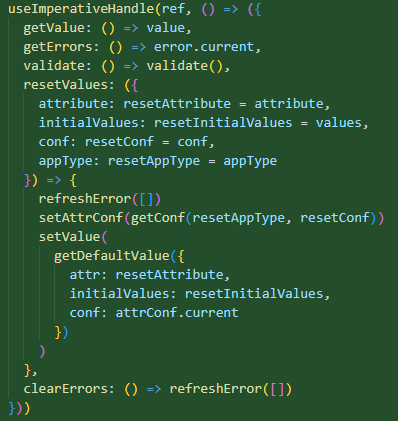 useImperativeHandle(ref, () => ({
  getValue: () => value,
  getErrors: () => error.current,
  validate: () => validate(),
  resetValues: ({
    attribute: resetAttribute = attribute,
    initialValues: resetInitialValues = values,
    conf: resetConf = conf,
    appType: resetAppType = appType
  }) => {
    refreshError([])
    setAttrConf(getConf(resetAppType, resetConf))
    setValue(
      getDefaultValue({
        attr: resetAttribute,
        initialValues: resetInitialValues,
        conf: attrConf.current
      })
    )
  },
  clearErrors: () => refreshError([])
}))